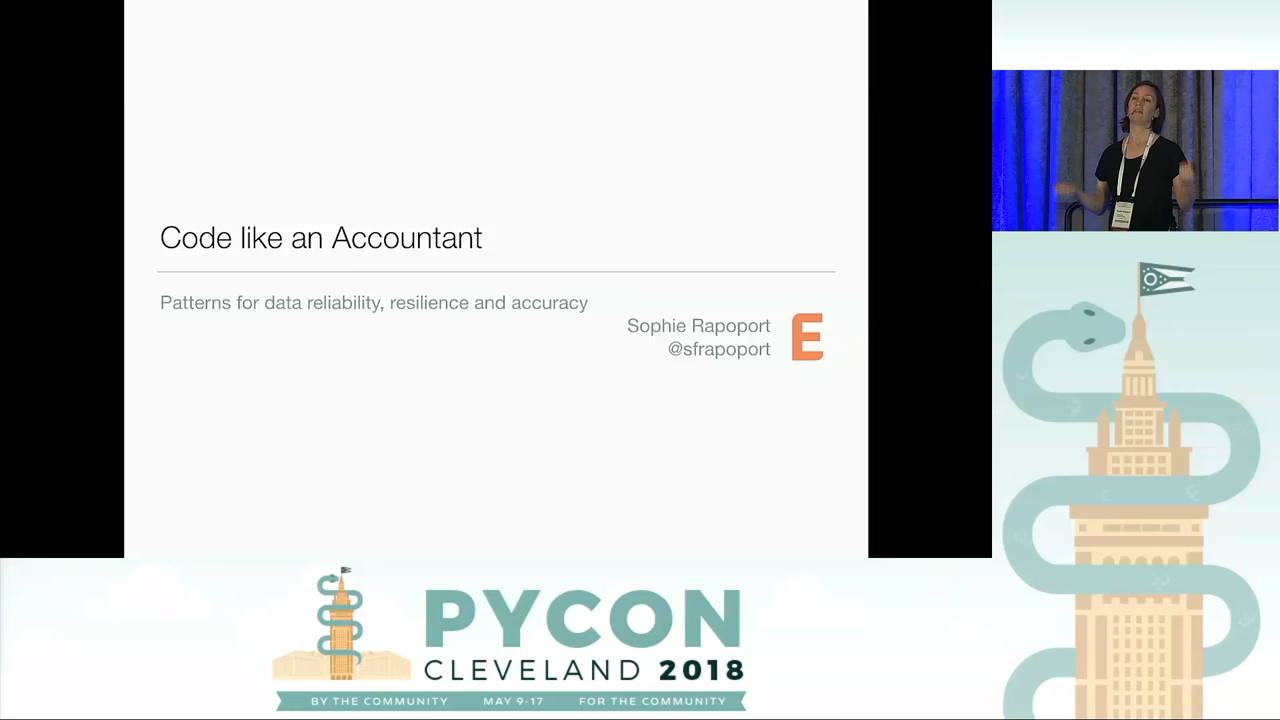 Code like an Accountant
Patterns for data reliability, resilience and accuracy
Sophie Rapoport
@sfrapoport
E
PYCON
CLEVELAND 2018
BY THE COMMUNITY MAY 9-17 FOR THE COMMUNITY